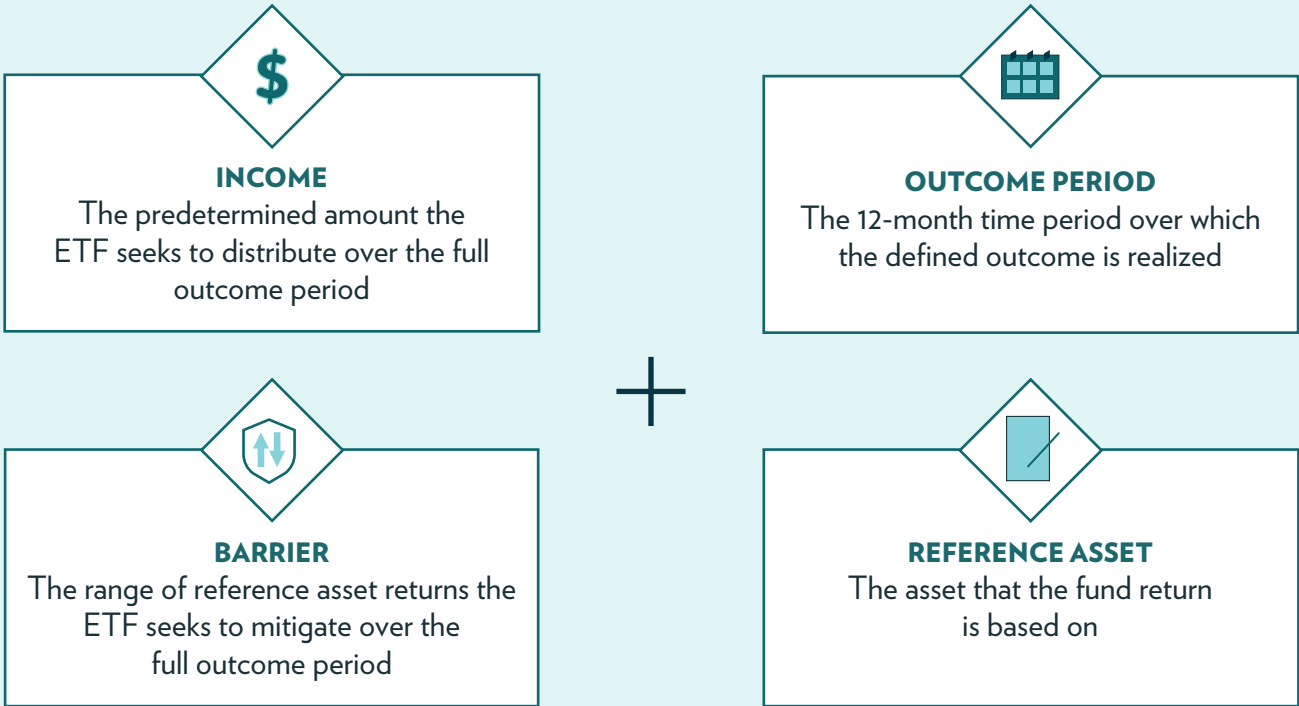 $
INCOME
The predetermined amount the
ETF seeks to distribute over the full
outcome period
OUTCOME PERIOD
The 12-month time period over which
the defined outcome is realized
BARRIER
The range of reference asset returns the
ETF seeks to mitigate over the
full outcome period
REFERENCE ASSET
The asset that the fund return
is based on